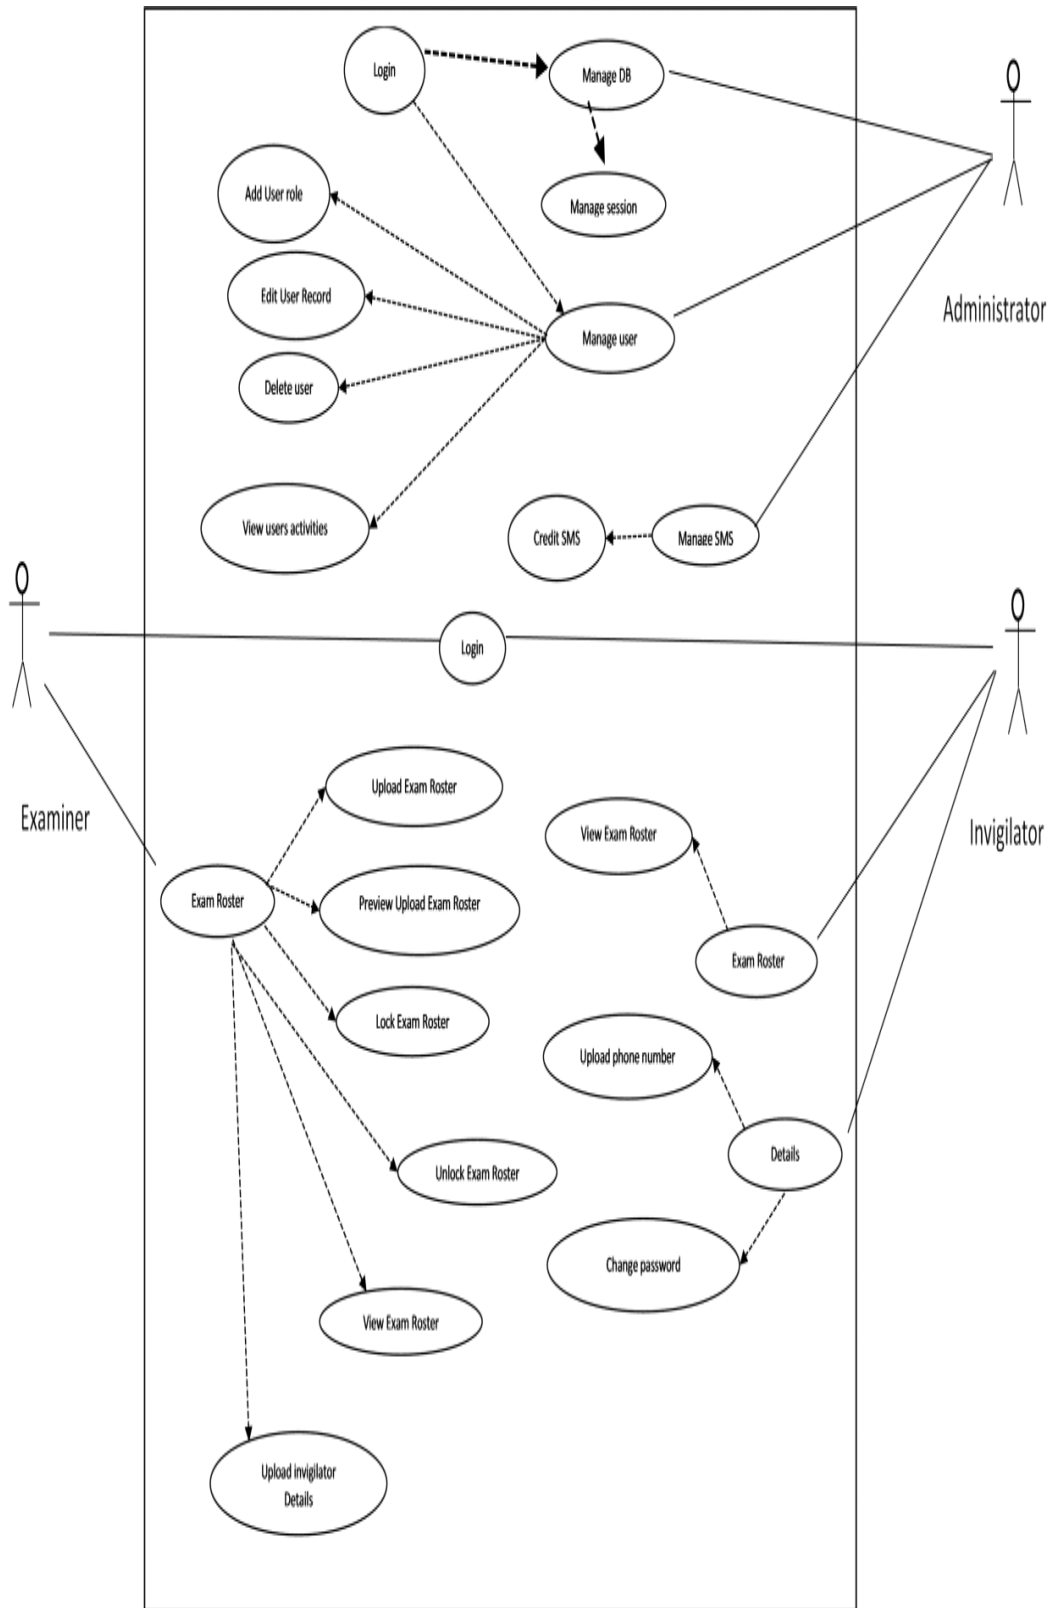 Login
Manage DB
Add User role
Manage session
Edit User Record
Administrator
Manage user
Delete user
View users activities
Credit SMS
Manage SMS
Login
Upload Exam Roster
Examiner
View Exam Roster
Invigilator
Exam Roster
Preview Upload Exam Roster
Exam Roster
Lock Exam Roster
Upload phone number
Details
Unlock Exam Roster
Change password
View Exam Roster
Upload invigilator
Details